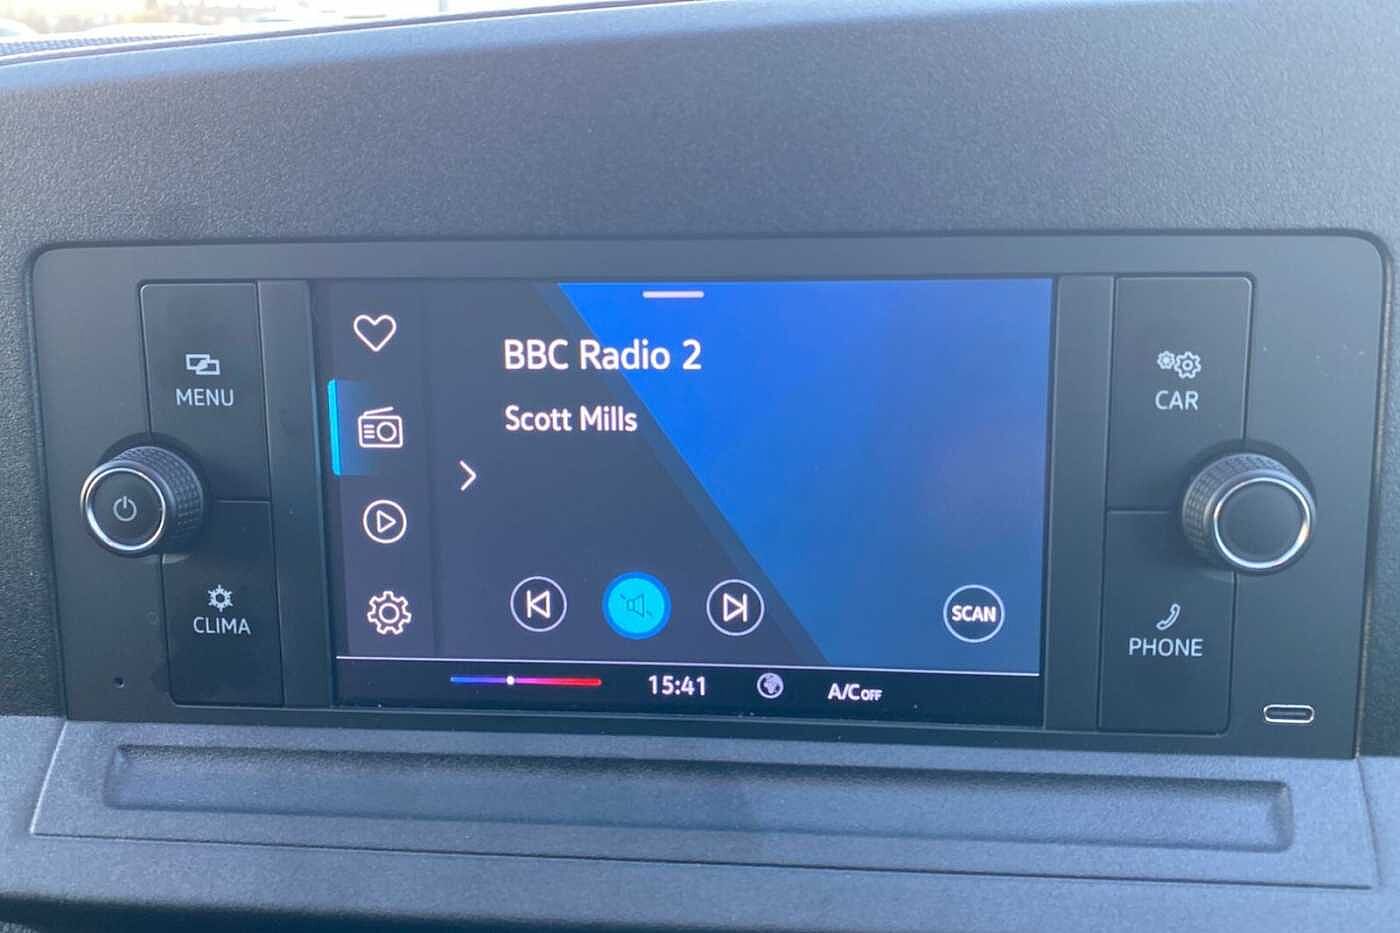 MENU
CLIMA
BBC Radio 2
Scott Mills
SCAN
15:41
A/C OFF
CAR
PHONE